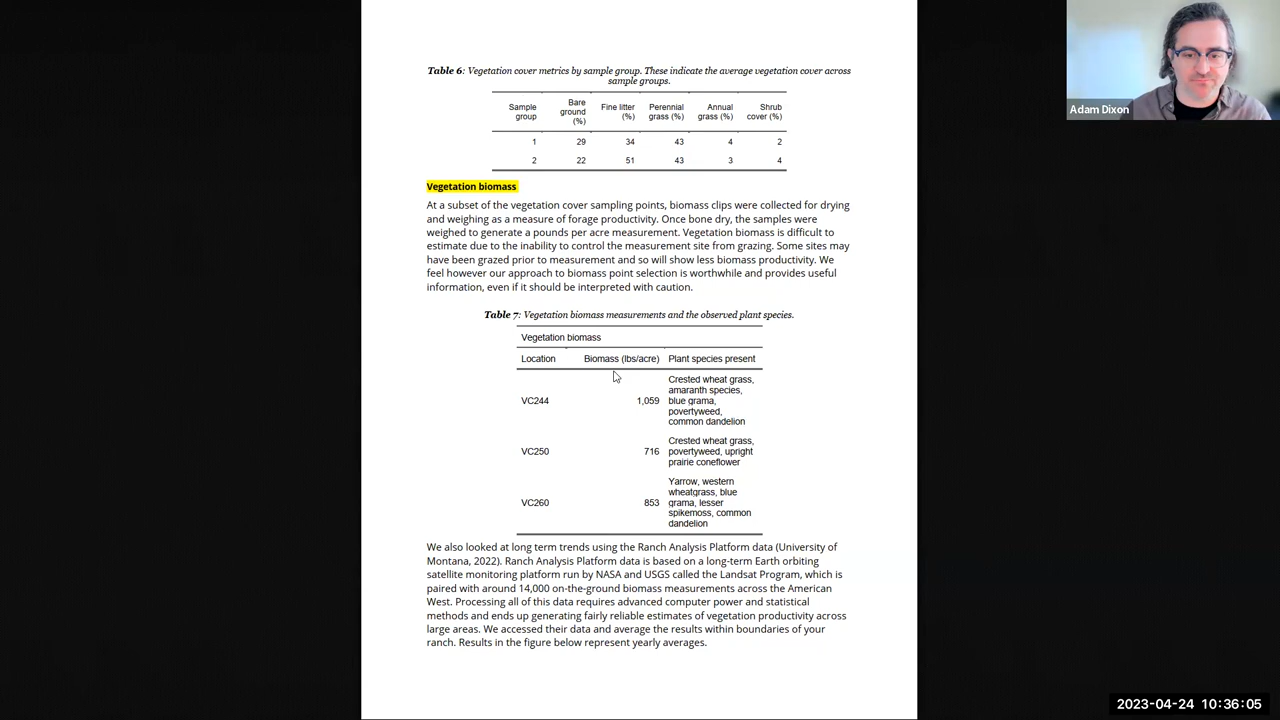 Table 6: Vegetation cover metrics by sample group. These indicate the average vegetation cover across
sample groups.
Sample group Bare ground (%) Fine litter (%) Perennial grass (%) Annual grass (%) Shrub cover (%)
1 29 34 43 4 2
2 22 51 43 3 4
Vegetation biomass
At a subset of the vegetation cover sampling points, biomass clips were collected for drying
and weighing as a measure of forage productivity. Once bone dry, the samples were
weighed to generate a pounds per acre measurement. Vegetation biomass is difficult to
estimate due to the inability to control the measurement site from grazing. Some sites may
have been grazed prior to measurement and so will show less biomass productivity. We
feel however our approach to biomass point selection is worthwhile and provides useful
information, even if it should be interpreted with caution.
Table 7: Vegetation biomass measurements and the observed plant species.
Vegetation biomass
Location Biomass (lbs/acre) Plant species present
VC244 1,059 Crested wheat grass,
amaranth species,
blue grama,
povertyweed,
common dandelion
VC250 716 Crested wheat grass,
povertyweed, upright
prairie coneflower
VC260 853 Yarrow, western
wheatgrass, blue
grama, lesser
spikemoss, common
dandelion
We also looked at long term trends using the Ranch Analysis Platform data (University of
Montana, 2022). Ranch Analysis Platform data is based on a long-term Earth orbiting
satellite monitoring platform run by NASA and USGS called the Landsat Program, which is
paired with around 14,000 on-the-ground biomass measurements across the American
West. Processing all of this data requires advanced computer power and statistical
methods and ends up generating fairly reliable estimates of vegetation productivity across
large areas. We accessed their data and average the results within boundaries of your
ranch. Results in the figure below represent yearly averages.
Adam Dixon
2023-04-24 10:36:05